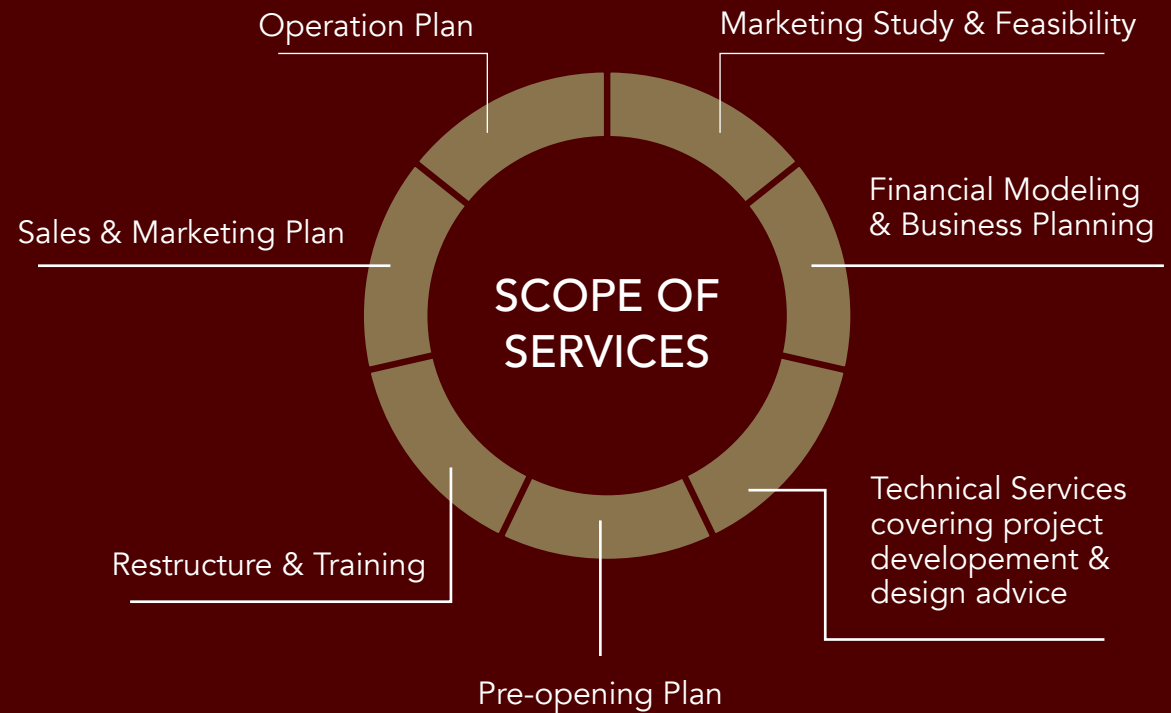 Operation Plan
Marketing Study & Feasibility
Financial Modeling
& Business Planning
Sales & Marketing Plan
SCOPE OF
SERVICES
Technical Services
covering project
developement &
design advice
Restructure & Training
Pre-opening Plan